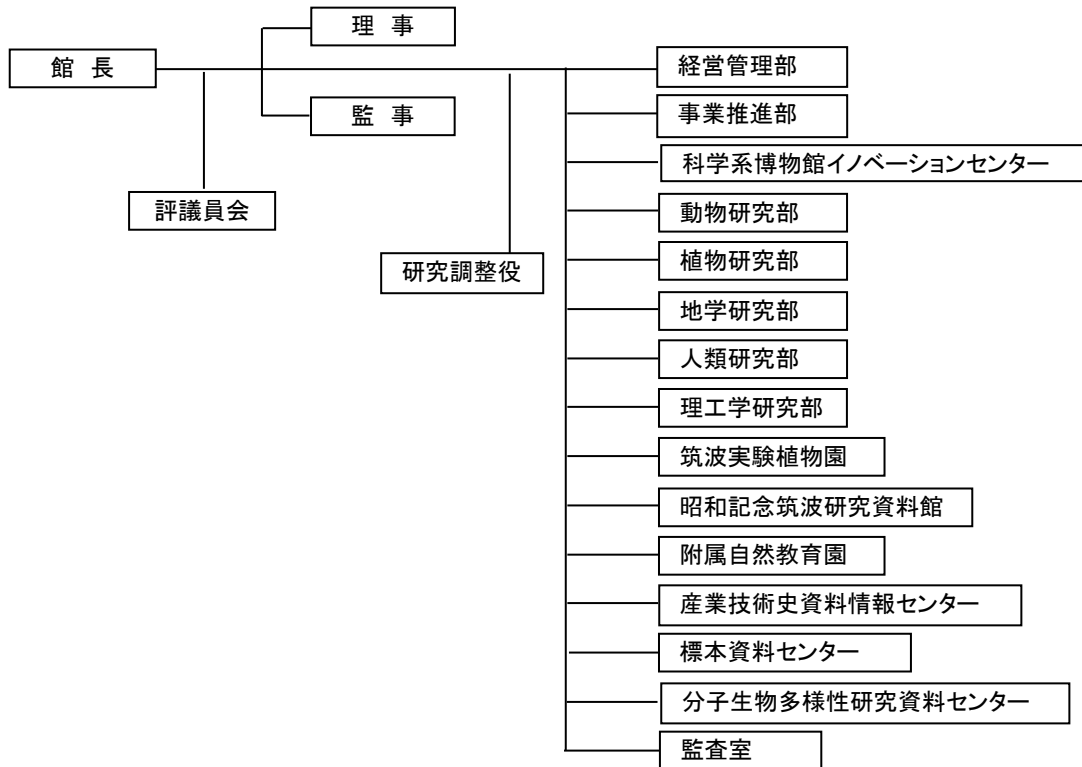 理 事
館 長
監 事
評議員会
研究調整役
経営管理部
事業推進部
科学系博物館イノベーションセンター
動物研究部
植物研究部
地学研究部
人類研究部
理工学研究部
筑波実験植物園
昭和記念筑波研究資料館
附属自然教育園
産業技術史資料情報センター
標本資料センター
分子生物多様性研究資料センター
監査室